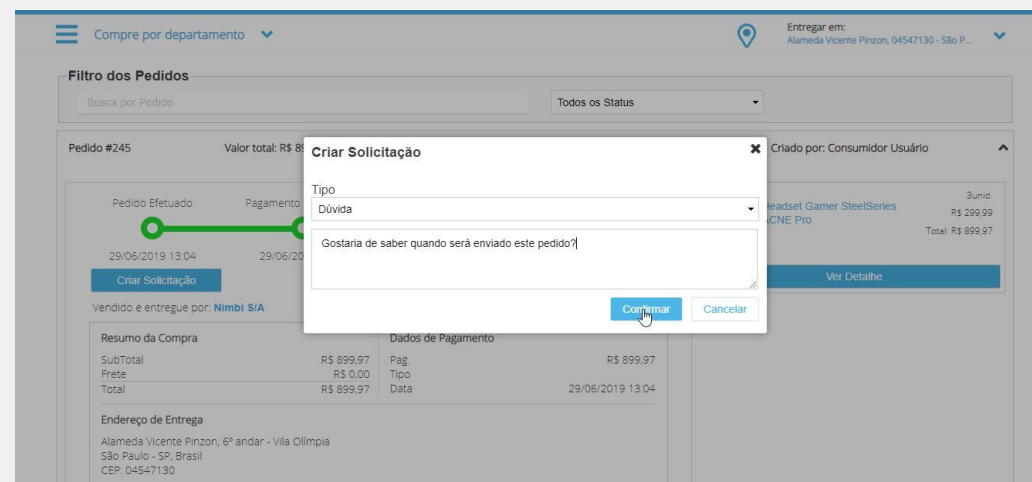 Compre por departamento
Entregar em:
Alameda Vicente Pinzon, 04547130 - São P...
Filtro dos Pedidos
Busca por Pedido
Todos os Status
Pedido #245
Valor total: R$ 89
Criado por: Consumidor Usuário
Criar Solicitação
Tipo
Dúvida
Gostaria de saber quando será enviado este pedido?
Confirmar
Cancelar
Pedido Efetuado
Pagamento
29/06/2019 13:04
29/06/20
Criar Solicitação
Vendido e entregue por: Nimbi S/A
eadset Gamer SteelSeries
CNE Pro
3unid.
R$ 299,99
Total: R$ 899,97
Ver Detalhe
Resumo da Compra
SubTotal R$ 899,97
Frete R$ 0,00
Total R$ 899,97
Dados de Pagamento
Pag. R$ 899,97
Tipo
Data 29/06/2019 13:04
Endereço de Entrega
Alameda Vicente Pinzon, 6º andar - Vila Olímpia
São Paulo - SP, Brasil
CEP: 04547130